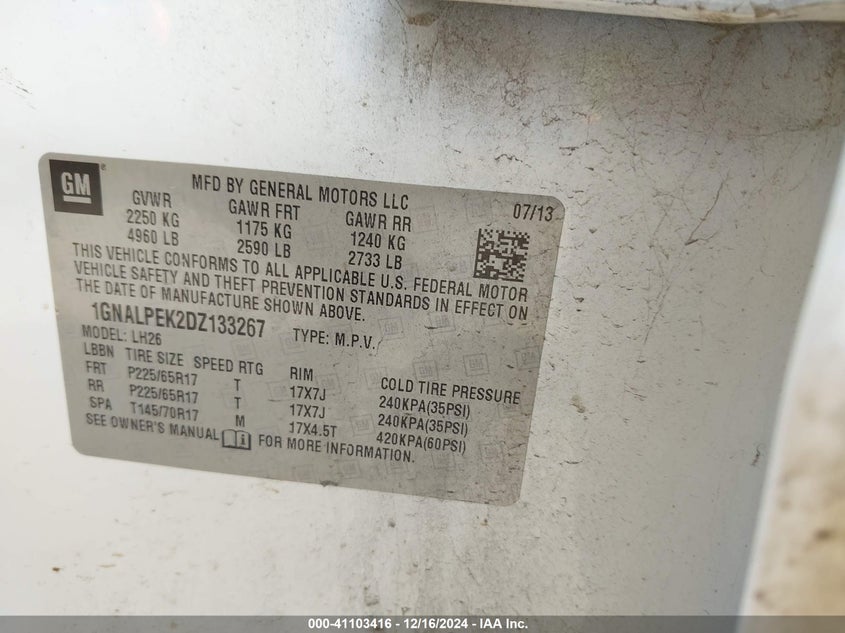 GM
MFD BY GENERAL MOTORS LLC
07/13
GVWR GAWR FRT GAWR RR
2250 KG 1175 KG 1240 KG
4960 LB 2590 LB 2733 LB
THIS VEHICLE CONFORMS TO ALL APPLICABLE U.S. FEDERAL MOTOR
VEHICLE SAFETY AND THEFT PREVENTION STANDARDS IN EFFECT ON
THE DATE OF MANUFACTURE SHOWN ABOVE.
1GNALPEK2DZ133267 TYPE: M.P.V.
MODEL: LH26
LBBN TIRE SIZE SPEED RTG RIM COLD TIRE PRESSURE
FRT P225/65R17 T 17X7J 240KPA(35PSI)
RR P225/65R17 T 17X7J 240KPA(35PSI)
SPA T145/70R17 M 17X4.5T 420KPA(60PSI)
SEE OWNER'S MANUAL FOR MORE INFORMATION.
000-41103416 - 12/16/2024 - IAA Inc.